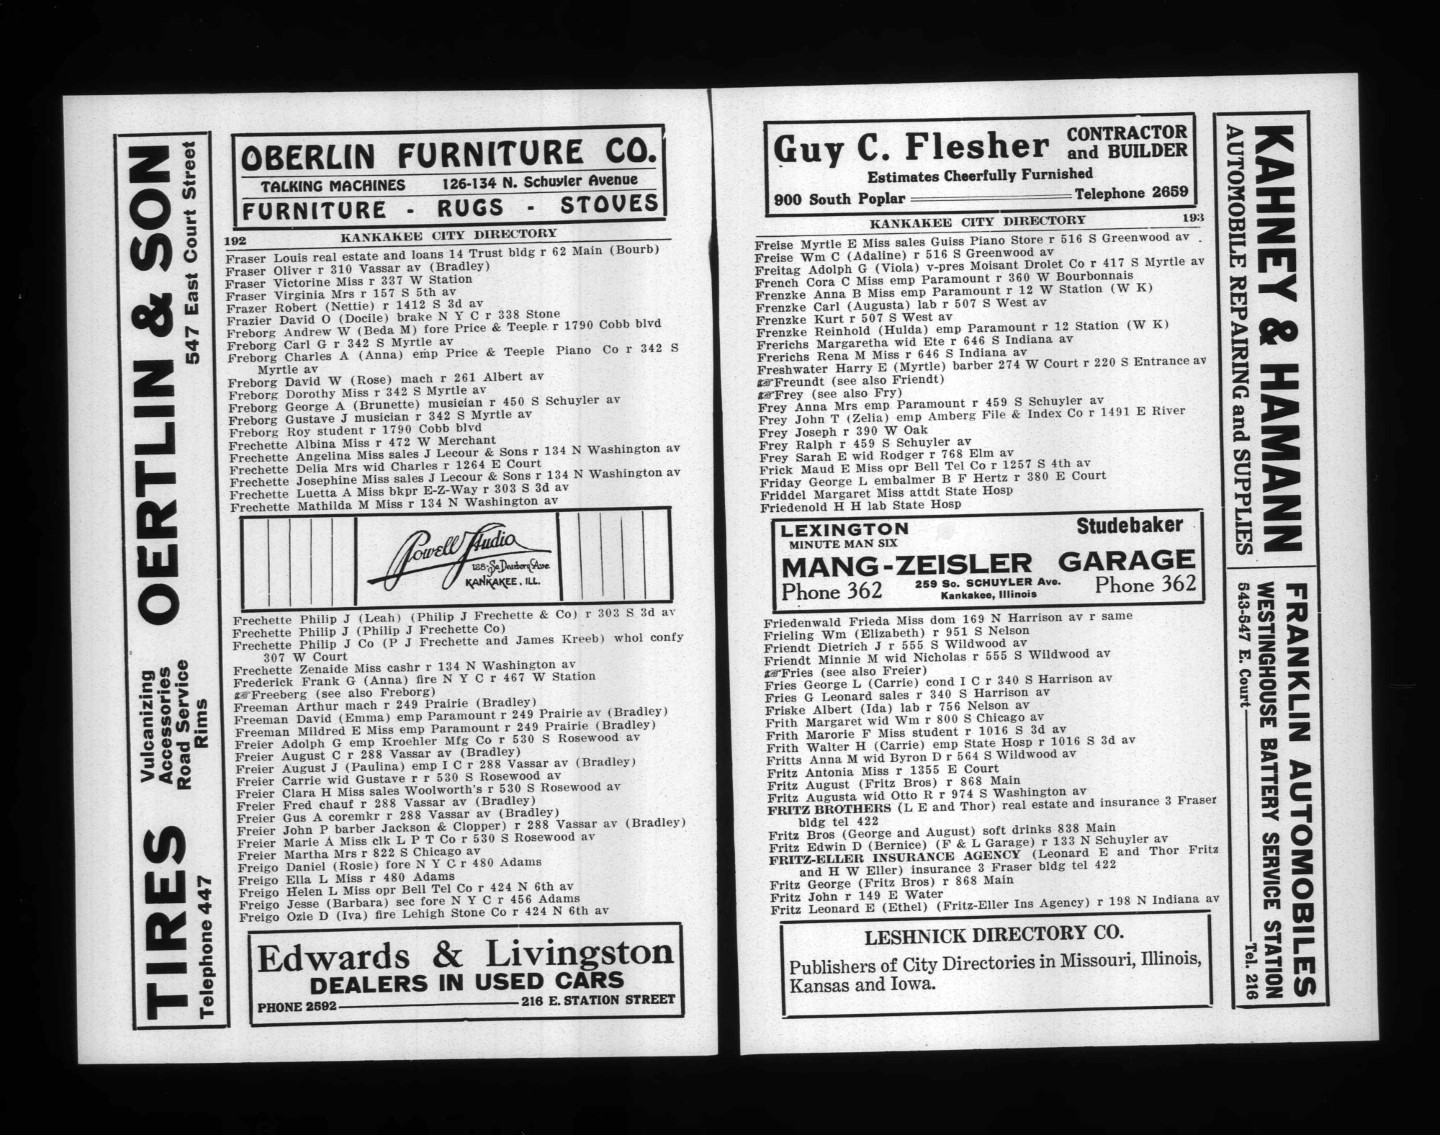 OERTLIN & SON
547 East Court Street
Vulcanizing
Accessories
Road Service
Rims
TIRES
Telephone 447
OBERLIN FURNITURE CO.
TALKING MACHINES 126-134 N. Schuyler Avenue
FURNITURE - RUGS - STOVES
192 KANKAKEE CITY DIRECTORY
Fraser Louis real estate and loans 14 Trust bldg r 62 Main (Bourb)
Fraser Oliver r 310 Vassar av (Bradley)
Fraser Victorine Miss r 337 W Station
Fraser Virginia Mrs r 157 S 5th av
Frazer Robert (Nettie) r 1412 S 3d av
Frazier David O (Docile) brake N Y C r 338 Stone
Freborg Andrew W (Beda M) fore Price & Teeple r 1790 Cobb blvd
Freborg Carl G r 342 S Myrtle av
Freborg Charles A (Anna) emp Price & Teeple Piano Co r 342 S
Myrtle av
Freborg David W (Rose) mach r 261 Albert av
Freborg Dorothy Miss r 342 S Myrtle av
Freborg George A (Brunette) musician r 450 S Schuyler av
Freborg Gustave J musician r 342 S Myrtle av
Freborg Roy student r 1790 Cobb blvd
Frechette Albina Miss r 472 W Merchant
Frechette Angelina Miss sales J Lecour & Sons r 134 N Washington av
Frechette Delia Mrs wid Charles r 1264 E Court
Frechette Josephine Miss sales J Lecour & Sons r 134 N Washington av
Frechette Luetta A Miss bkpr E-Z-Way r 303 S 3d av
Frechette Mathilda M Miss r 134 N Washington av
Powell Studio
KANKAKEE, ILL.
Frechette Philip J (Leah) (Philip J Frechette & Co) r 303 S 3d av
Frechette Philip J (Philip J Frechette Co)
Frechette Philip J Co (P J Frechette and James Kreeb) whol confy
307 W Court
Frechette Zenaide Miss cashr r 134 N Washington av
Frederick Frank G (Anna) fire N Y C r 467 W Station
☞Freeberg (see also Freborg)
Freeman Arthur mach r 249 Prairie (Bradley)
Freeman David (Emma) emp Paramount r 249 Prairie av (Bradley)
Freeman Mildred E Miss emp Paramount r 249 Prairie (Bradley)
Freier Adolph G emp Kroehler Mfg Co r 530 S Rosewood av
Freier August C r 288 Vassar av (Bradley)
Freier August J (Paulina) emp I C r 288 Vassar av (Bradley)
Freier Carrie wid Gustave r r 530 S Rosewood av
Freier Clara H Miss sales Woolworth's r 530 S Rosewood av
Freier Fred chauf r 288 Vassar av (Bradley)
Freier Gus A coremkr r 288 Vassar av (Bradley)
Freier John P barber Jackson & Clopper) r 288 Vassar av (Bradley)
Freier Marie A Miss clk L P T Co r 530 S Rosewood av
Freier Martha Mrs r 822 S Chicago av
Freigo Daniel (Rosie) fore N Y C r 480 Adams
Freigo Ella L Miss r 480 Adams
Freigo Helen L Miss opr Bell Tel Co r 424 N 6th av
Freigo Jesse (Barbara) sec fore N Y C r 456 Adams
Freigo Ozie D (Iva) fire Lehigh Stone Co r 424 N 6th av
Edwards & Livingston
DEALERS IN USED CARS
PHONE 2592 216 E. STATION STREET
Guy C. Flesher CONTRACTOR
and BUILDER
Estimates Cheerfully Furnished
900 South Poplar Telephone 2659
KANKAKEE CITY DIRECTORY 193
Freise Myrtle E Miss sales Guiss Piano Store r 516 S Greenwood av
Freise Wm C (Adaline) r 516 S Greenwood av
Freitag Adolph G (Viola) v-pres Moisant Drolet Co r 417 S Myrtle av
French Cora C Miss emp Paramount r 360 W Bourbonnais
Frenzke Anna B Miss emp Paramount r 12 W Station (W K)
Frenzke Carl (Augusta) lab r 507 S West av
Frenzke Kurt r 507 S West av
Frenzke Reinhold (Hulda) emp Paramount r 12 Station (W K)
Frerichs Margaretha wid Ete r 646 S Indiana av
Frerichs Rena M Miss r 646 S Indiana av
Freshwater Harry E (Myrtle) barber 274 W Court r 220 S Entrance av
☞Freundt (see also Friendt)
☞Frey (see also Fry)
Frey Anna Mrs emp Paramount r 459 S Schuyler av
Frey John T (Zelia) emp Amberg File & Index Co r 1491 E River
Frey Joseph r 390 W Oak
Frey Ralph r 459 S Schuyler av
Frey Sarah E wid Rodger r 768 Elm av
Frick Maud E Miss opr Bell Tel Co r 1257 S 4th av
Friday George L embalmer B F Hertz r 380 E Court
Friddel Margaret Miss attdt State Hosp
Friedenold H H lab State Hosp
LEXINGTON Studebaker
MINUTE MAN SIX
MANG-ZEISLER GARAGE
Phone 362 259 So. SCHUYLER Ave. Phone 362
Kankakee, Illinois
Friedenwald Frieda Miss dom 169 N Harrison av r same
Frieling Wm (Elizabeth) r 951 S Nelson
Friendt Dietrich J r 555 S Wildwood av
Friendt Minnie M wid Nicholas r 555 S Wildwood av
☞Fries (see also Freier)
Fries George L (Carrie) cond I C r 340 S Harrison av
Fries G Leonard sales r 340 S Harrison av
Friske Albert (Ida) lab r 756 Nelson av
Frith Margaret wid Wm r 800 S Chicago av
Frith Marorie F Miss student r 1016 S 3d av
Frith Walter H (Carrie) emp State Hosp r 1016 S 3d av
Fritts Anna M wid Byron D r 564 S Wildwood av
Fritz Antonia Miss r 1355 E Court
Fritz August (Fritz Bros) r 868 Main
Fritz Augusta wid Otto R r 974 S Washington av
FRITZ BROTHERS (L E and Thor) real estate and insurance 3 Fraser
bldg tel 422
Fritz Bros (George and August) soft drinks 838 Main
Fritz Edwin D (Bernice) (F & L Garage) r 133 N Schuyler av
FRITZ-ELLER INSURANCE AGENCY (Leonard E and Thor Fritz
and H W Eller) insurance 3 Fraser bldg tel 422
Fritz George (Fritz Bros) r 868 Main
Fritz John r 149 E Water
Fritz Leonard E (Ethel) (Fritz-Eller Ins Agency) r 198 N Indiana av
LESHNICK DIRECTORY CO.
Publishers of City Directories in Missouri, Illinois,
Kansas and Iowa.
KAHNEY & HAMANN
AUTOMOBILE REPAIRING and SUPPLIES
FRANKLIN AUTOMOBILES
WESTINGHOUSE BATTERY SERVICE STATION
543-547 E. Court Tel. 216